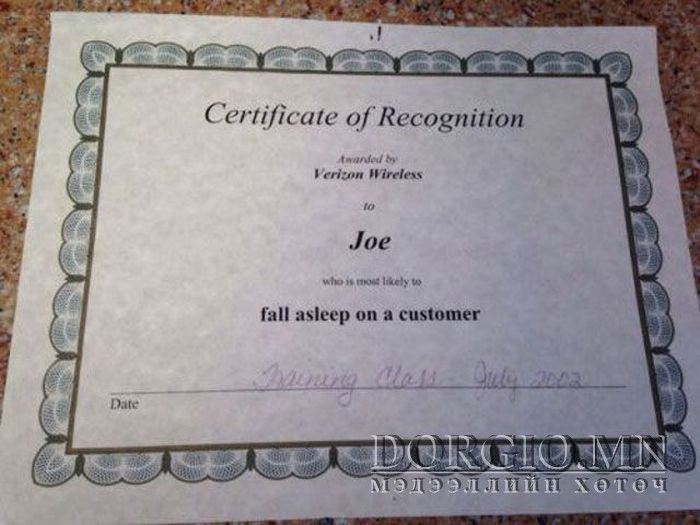 Certificate of Recognition
Awarded by
Verizon Wireless
to
Joe
who is most likely to
fall asleep on a customer
Training Class July 2002
Date
DORGIO.MN
МЭДЭЭЛЛИЙН ХӨТӨЧ